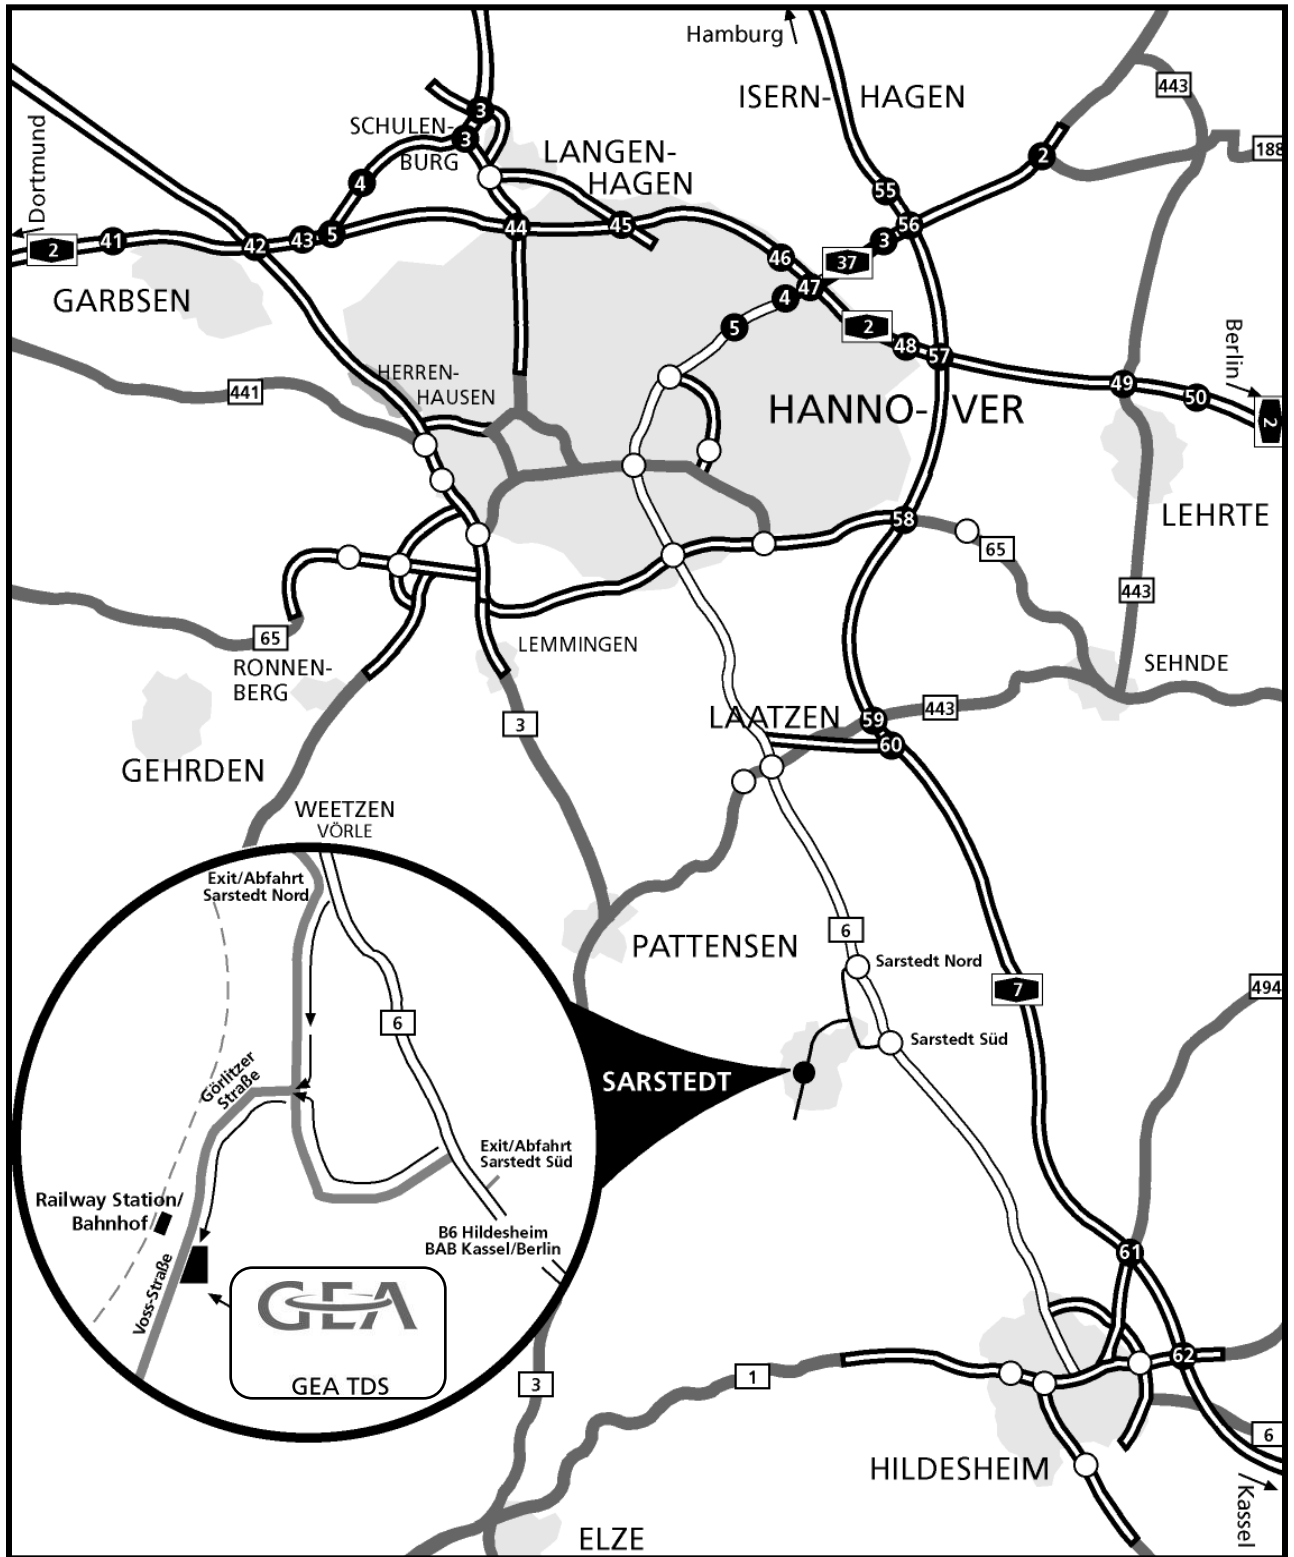 Hamburg
ISERN- HAGEN
443
3
SCHULEN-
BURG
3
LANGEN-
HAGEN
2
188
Dortmund
4
55
56
2
41
42
43
5
44
45
46
3
37
47
4
GARBSEN
5
2
48
57
Berlin
49
50
2
HERREN-
HAUSEN
441
HANNO- VER
LEHRTE
58
65
443
65
RONNEN-
BERG
LEMMINGEN
SEHNDE
3
LAATZEN
59
443
60
GEHRDEN
WEETZEN
VÖRLE
Exit/Abfahrt
Sarstedt Nord
6
PATTENSEN
Sarstedt Nord
7
494
6
Sarstedt Süd
Görlitzer
Straße
SARSTEDT
Exit/Abfahrt
Sarstedt Süd
Railway Station/
Bahnhof
B6 Hildesheim
BAB Kassel/Berlin
Voss-Straße
GEA
GEA TDS
61
62
3
1
6
HILDESHEIM
Kassel
ELZE